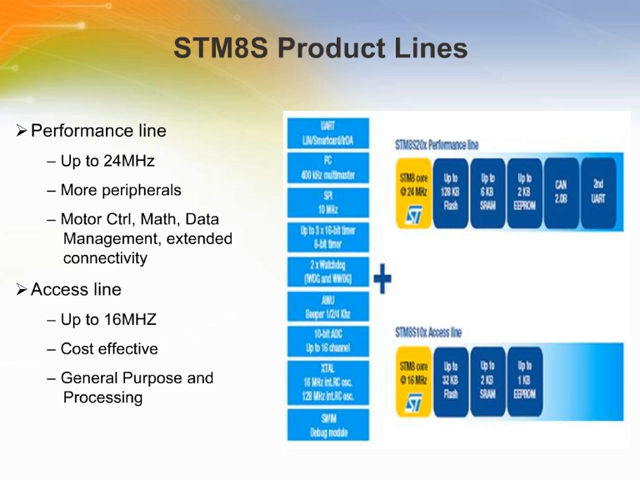 STM8S Product Lines
➢Performance line
– Up to 24MHz
– More peripherals
– Motor Ctrl, Math, Data
Management, extended
connectivity
➢Access line
– Up to 16MHZ
– Cost effective
– General Purpose and
Processing
UART
LIN/Smartcard/IrDA
I²C
400 kHz multimaster
SPI
10 MHz
Up to 3 x 16-bit timer
8-bit timer
2 x Watchdog
(IWDG and WWDG)
AWU
Beeper 1/2/4 Khz
10-bit ADC
Up to 16 channel
XTAL
16 MHz int.RC osc.
128 MHz int.RC osc.
SWIM
Debug module
+
STM8S20x Performance line
STM8 core
@ 24 MHz
ST
Up to
128 KB
Flash
Up to
6 KB
SRAM
Up to
2 KB
EEPROM
CAN
2.0B
2nd
UART
STM8S10x Access line
STM8 core
@ 16 MHz
ST
Up to
32 KB
Flash
Up to
2 KB
SRAM
Up to
1 KB
EEPROM